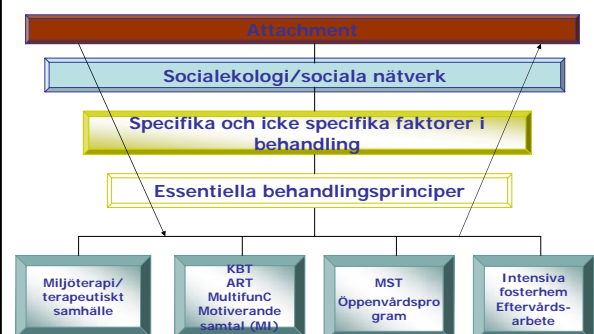 Attachment
Socialekologi/sociala nätverk
Specifika och icke specifika faktorer i
behandling
Essentiella behandlingsprinciper
Miljöterapi/
terapeutiskt
samhälle
KBT
ART
MultifunC
Motiverande
samtal (MI)
MST
Öppenvårdspro
gram
Intensiva
fosterhem
Eftervårds-
arbete